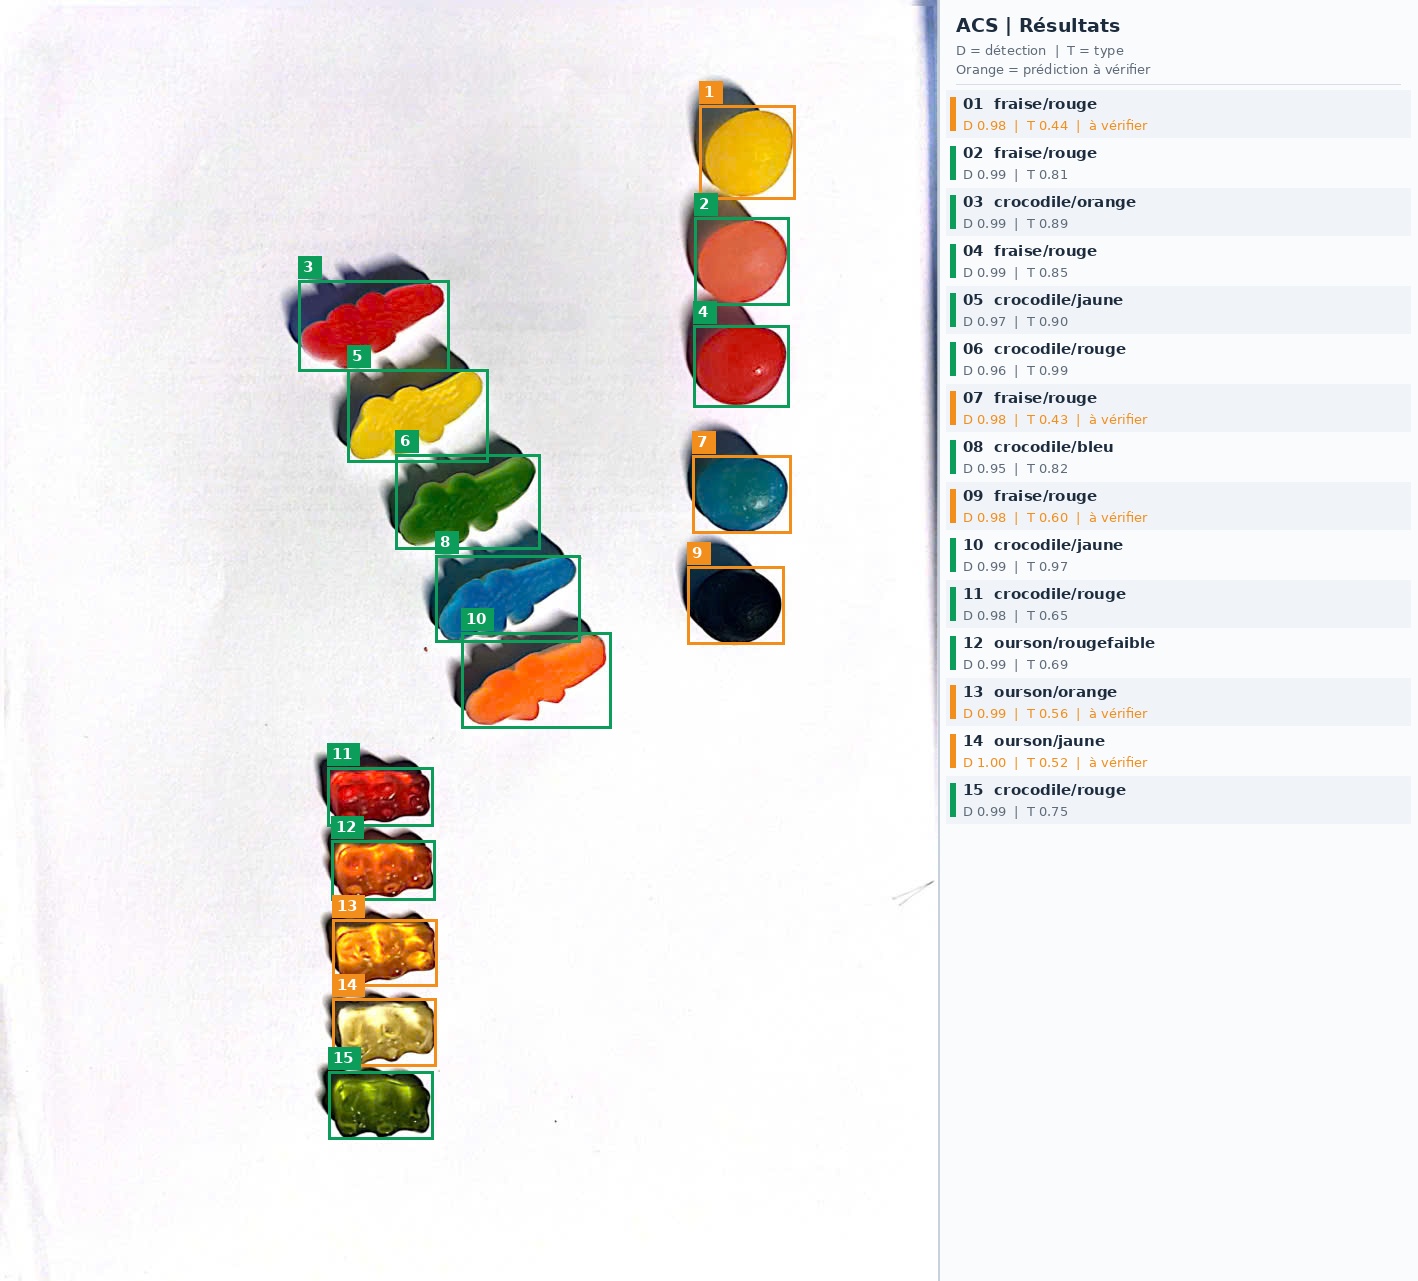 1
2
3
4
5
6
7
8
9
10
11
12
13
14
15
ACS | Résultats
D = détection | T = type
Orange = prédiction à vérifier
01 fraise/rouge
D 0.98 | T 0.44 | à vérifier
02 fraise/rouge
D 0.99 | T 0.81
03 crocodile/orange
D 0.99 | T 0.89
04 fraise/rouge
D 0.99 | T 0.85
05 crocodile/jaune
D 0.97 | T 0.90
06 crocodile/rouge
D 0.96 | T 0.99
07 fraise/rouge
D 0.98 | T 0.43 | à vérifier
08 crocodile/bleu
D 0.95 | T 0.82
09 fraise/rouge
D 0.98 | T 0.60 | à vérifier
10 crocodile/jaune
D 0.99 | T 0.97
11 crocodile/rouge
D 0.98 | T 0.65
12 ourson/rougefaible
D 0.99 | T 0.69
13 ourson/orange
D 0.99 | T 0.56 | à vérifier
14 ourson/jaune
D 1.00 | T 0.52 | à vérifier
15 crocodile/rouge
D 0.99 | T 0.75